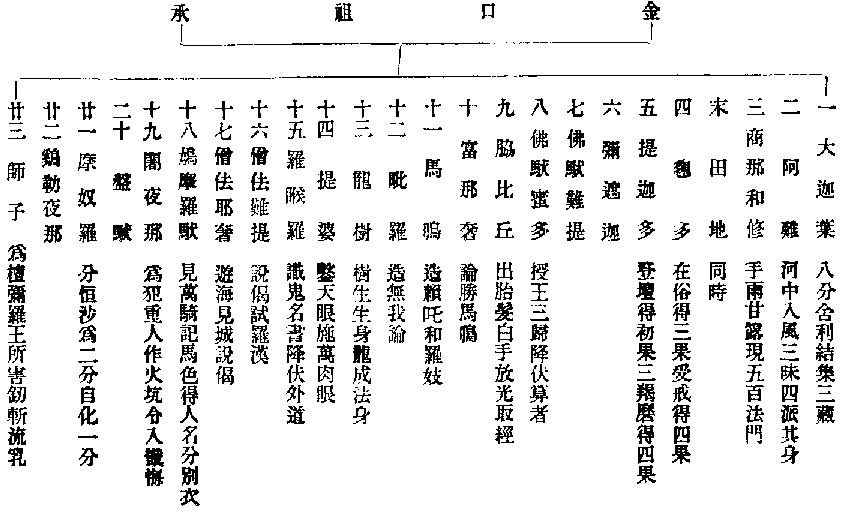 金口祖承
一大迦葉 八分舍利結集三藏
二阿難 河中入風三昧四派其身
三商那和修 手雨甘露現五百法門
末田地 同時
四毱多 在俗得三果受戒得四果
五提迦多 登壇得初果三羯磨得四果
六彌遮迦
七佛馱難提
八佛馱蜜多 授王三歸降伏算者
九脇比丘 出胎髮白手放光取經
十富那奢 論勝馬鳴
十一馬鳴 造賴吒和羅妓
十二毗羅 造無我論
十三龍樹 樹生生身龍成法身
十四提婆 鑿天眼施萬肉眼
十五羅睺羅 識鬼名書降伏外道
十六僧佉難提 說偈試羅漢
十七僧佉耶奢 遊海見城說偈
十八鳩摩羅馱 見萬騎記馬色得人名分別衣
十九闍夜那 爲犯重人作火坑令入懺悔
二十盤馱
廿一摩奴羅 分恒沙爲二分自化一分
廿二鶴勒夜那
廿三師子 爲檀彌羅王所害劒斬流乳